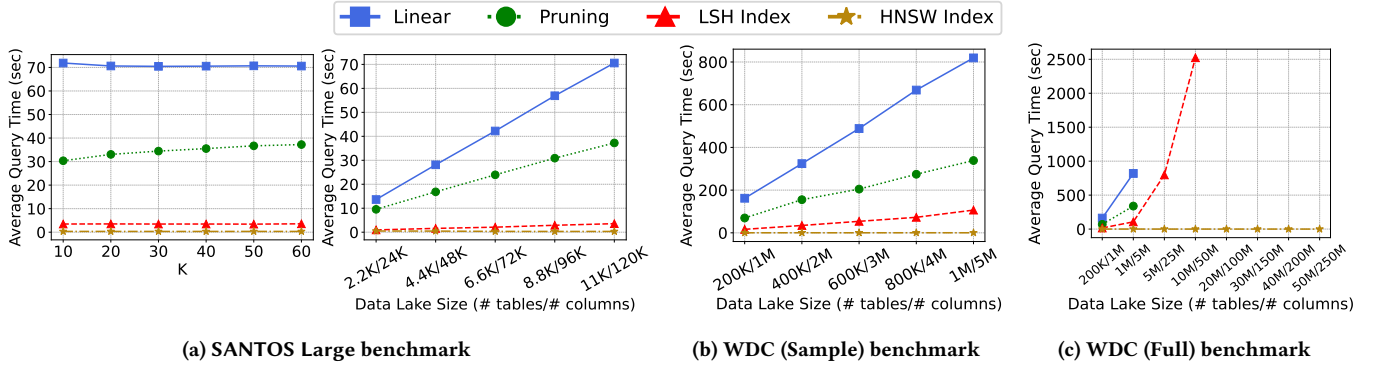 Linear Pruning LSH Index HNSW Index
Average Query Time (sec)
70
60
50
40
30
20
10
0
10 20 30 40 50 60
K
Average Query Time (sec)
70
60
50
40
30
20
10
0
2.2K/24K 4.4K/48K 6.6K/72K 8.8K/96K 11K/120K
Data Lake Size (# tables/# columns)
(a) SANTOS Large benchmark
Average Query Time (sec)
800
600
400
200
0
200K/1M 400K/2M 600K/3M 800K/4M 1M/5M
Data Lake Size (# tables/# columns)
(b) WDC (Sample) benchmark
Average Query Time (sec)
2500
2000
1500
1000
500
0
200K/1M 1M/5M 5M/25M 10M/50M 20M/100M 30M/150M 40M/200M 50M/250M
Data Lake Size (# tables/# columns)
(c) WDC (Full) benchmark